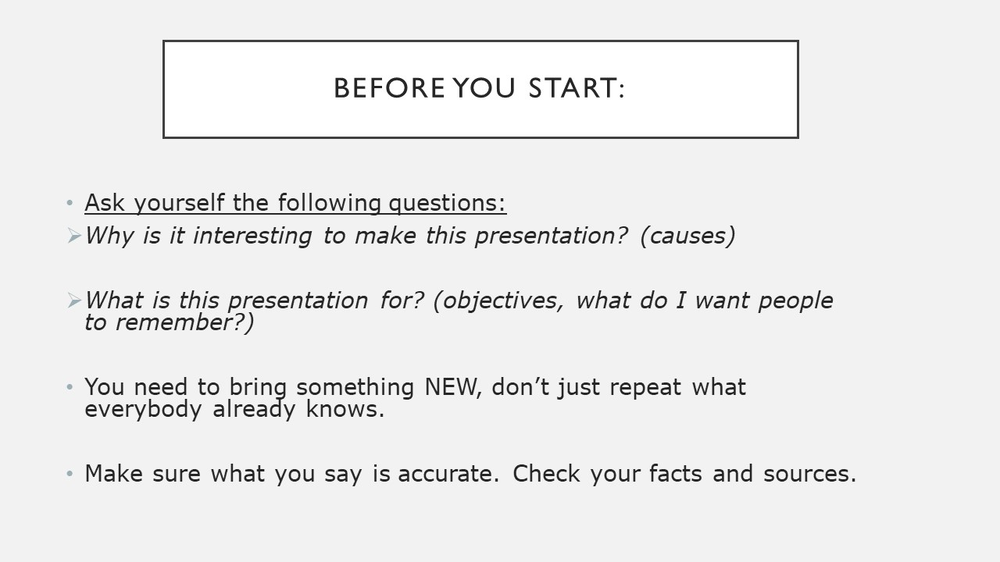 BEFORE YOU START:
• Ask yourself the following questions:
➢ Why is it interesting to make this presentation? (causes)
➢ What is this presentation for? (objectives, what do I want people
to remember?)
• You need to bring something NEW, don’t just repeat what
everybody already knows.
• Make sure what you say is accurate. Check your facts and sources.